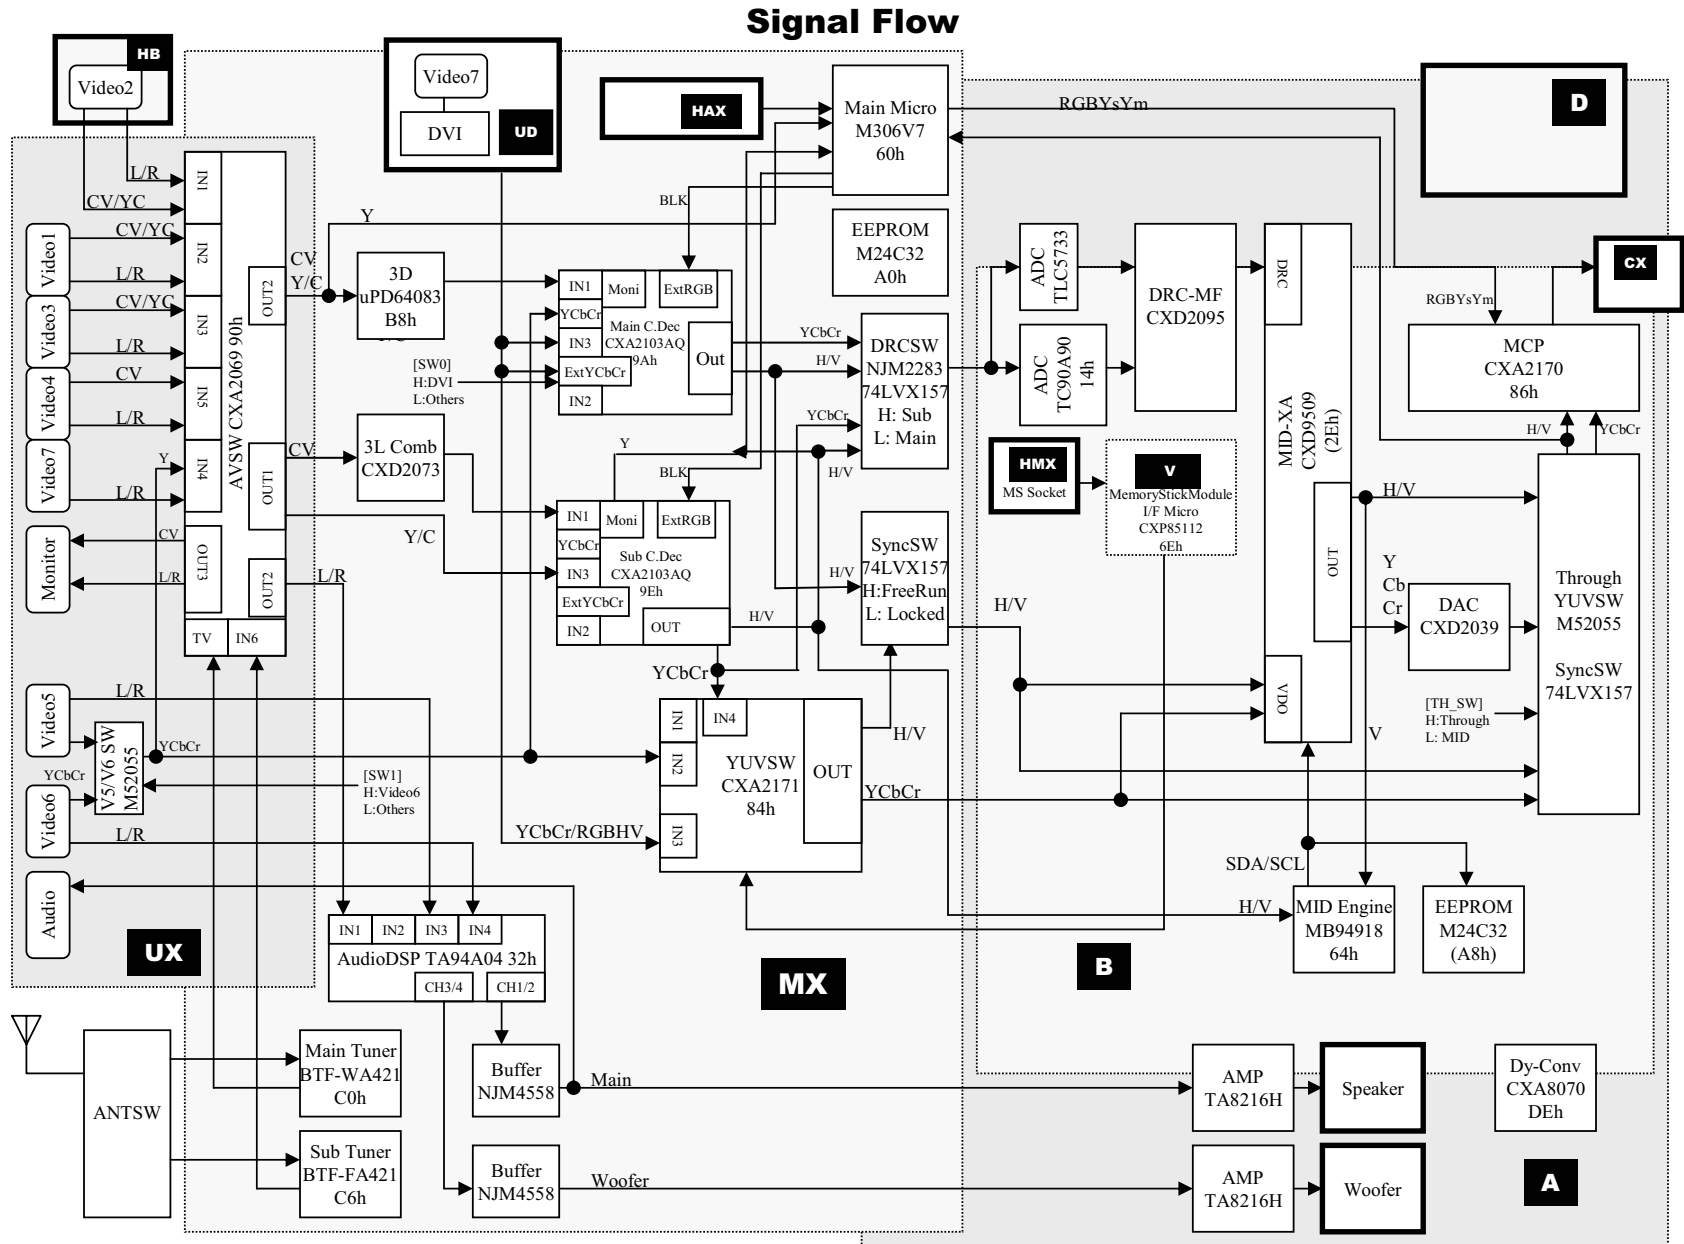 Signal Flow
HB
Video2
Video7
DVI
UD
HAX
Main Micro
M306V7
60h
RGBYsYm
D
L/R
CV/YC
IN1
BLK
Y
EEPROM
M24C32
A0h
Video1
CV/YC
L/R
IN2
Video3
CV/YC
L/R
IN3
Video4
CV
L/R
IN5
Video7
Y
L/R
IN4
AVSW CXA2069 90h
OUT2
CV
Y/C
3D
uPD64083
B8h
Y/C
IN1
Moni
ExtRGB
YCbCr
Main C.Dec
CXA2103AQ
9Ah
IN3
ExtYCbCr
IN2
Out
[SW0]
H:DVI
L:Others
YCbCr
H/V
DRCSW
NJM2283
74LVX157
H: Sub
L: Main
YCbCr
H/V
ADC
TLC5733
ADC
TC90A90
14h
DRC-MF
CXD2095
DRC
MID-XA
CXD9509
(2Eh)
CX
RGBYsYm
MCP
CXA2170
86h
H/V
YCbCr
OUT1
CV
3L Comb
CXD2073
Y
BLK
Y/C
IN1
Moni
ExtRGB
YCbCr
Sub C.Dec
CXA2103AQ
9Eh
IN3
ExtYCbCr
IN2
OUT
H/V
H/V
SyncSW
74LVX157
H:FreeRun
L: Locked
H/V
HMX
MS Socket
V
MemoryStickModule
I/F Micro
CXP85112
6Eh
OUT
H/V
Y
Cb
Cr
DAC
CXD2039
Through
YUVSW
M52055
SyncSW
74LVX157
[TH_SW]
H:Through
L: MID
Monitor
CV
L/R
OUT3
OUT2
L/R
TV
IN6
YCbCr
Video5
L/R
V5/V6 SW
M52055
YCbCr
YCbCr
[SW1]
H:Video6
L:Others
Video6
L/R
Audio
UX
IN1
IN4
IN2
IN3
YUVSW
CXA2171
84h
OUT
H/V
YCbCr
YCbCr/RGBHV
VDO
V
SDA/SCL
H/V
MID Engine
MB94918
64h
EEPROM
M24C32
(A8h)
IN1
IN2
IN3
IN4
AudioDSP TA94A04 32h
CH3/4
CH1/2
MX
B
ANTSW
Main Tuner
BTF-WA421
C0h
Sub Tuner
BTF-FA421
C6h
Buffer
NJM4558
Main
Buffer
NJM4558
Woofer
AMP
TA8216H
Speaker
AMP
TA8216H
Woofer
Dy-Conv
CXA8070
DEh
A